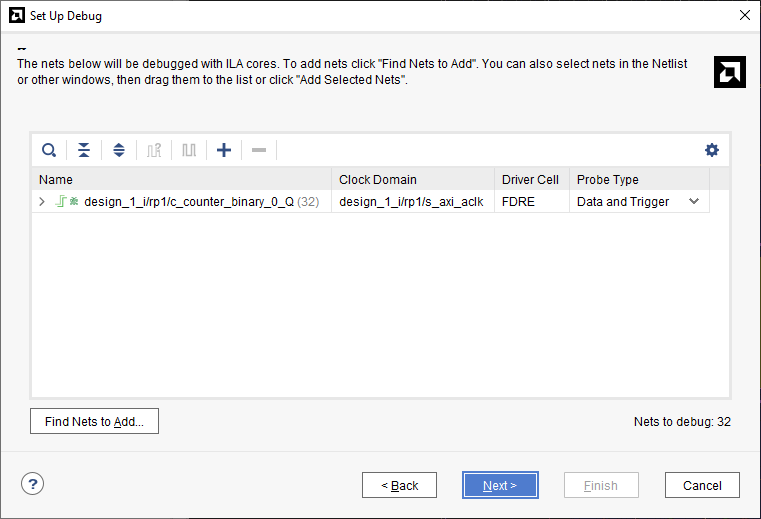 Set Up Debug
The nets below will be debugged with ILA cores. To add nets click "Find Nets to Add". You can also select nets in the Netlist
or other windows, then drag them to the list or click "Add Selected Nets".
Name Clock Domain Driver Cell Probe Type
design_1_i/rp1/c_counter_binary_0_Q (32) design_1_i/rp1/s_axi_aclk FDRE Data and Trigger
Find Nets to Add... Nets to debug: 32
? < Back Next > Finish Cancel